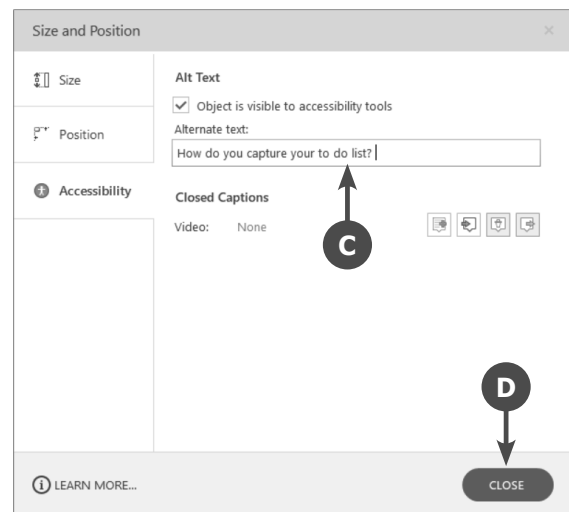 Size and Position
Size
Position
Accessibility
Alt Text
Object is visible to accessibility tools
Alternate text:
How do you capture your to do list?
Closed Captions
Video: None
C
D
LEARN MORE...
CLOSE